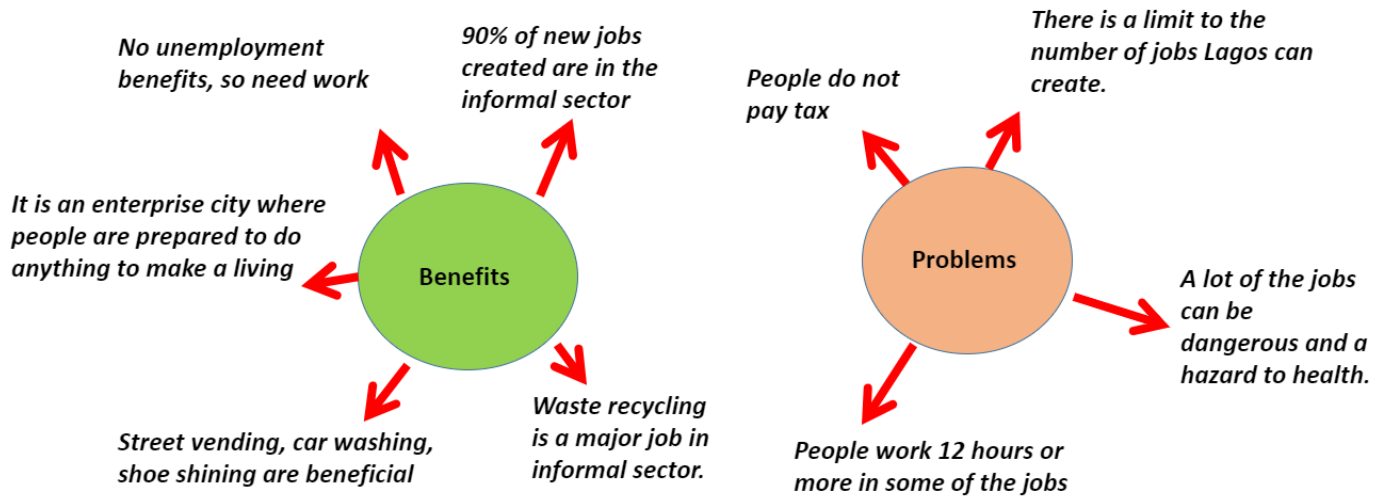 No unemployment
benefits, so need work
90% of new jobs
created are in the
informal sector
It is an enterprise city where
people are prepared to do
anything to make a living
Benefits
Street vending, car washing,
shoe shining are beneficial
Waste recycling
is a major job in
informal sector.
People do not
pay tax
There is a limit to the
number of jobs Lagos can
create.
Problems
A lot of the jobs
can be
dangerous and a
hazard to health.
People work 12 hours or
more in some of the jobs